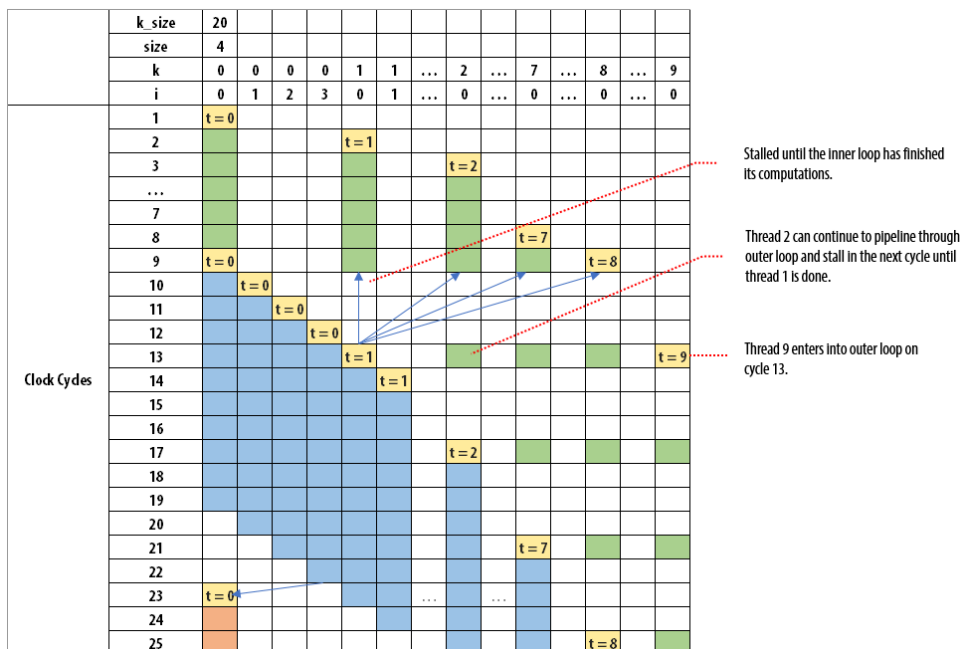 k_size 20
size 4
k 0 0 0 0 1 1 ... 2 ... 7 ... 8 ... 9
i 0 1 2 3 0 1 ... 0 ... 0 ... 0 ... 0
Clock Cycles
1 t = 0
2 t = 1
3 t = 2
...
7
8 t = 7
9 t = 0 t = 8
10 t = 0
11 t = 0
12 t = 0
13 t = 1 t = 9
14 t = 1
15
16
17 t = 2
18
19
20
21 t = 7
22
23 t = 0 ... ...
24
25 t = 8
Stalled until the inner loop has finished
its computations.
Thread 2 can continue to pipeline through
outer loop and stall in the next cycle until
thread 1 is done.
Thread 9 enters into outer loop on
cycle 13.